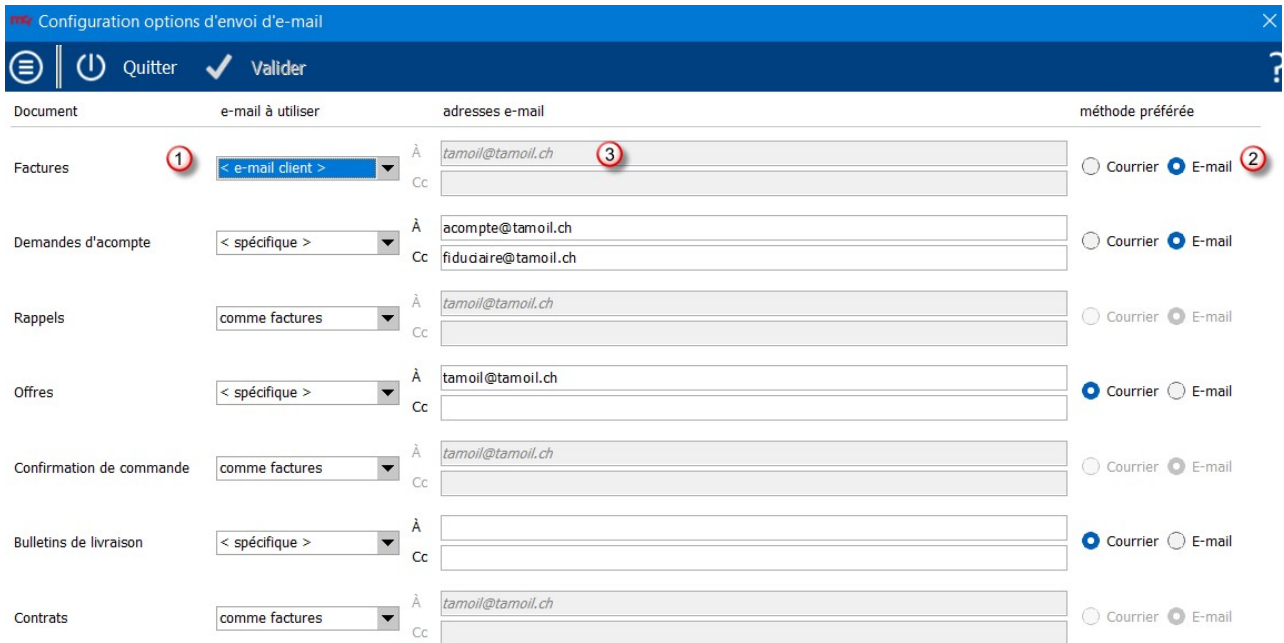 mcr Configuration options d'envoi d'e-mail
Quitter Valider ?
Document e-mail à utiliser adresses e-mail méthode préférée
À tamoil@tamoil.ch 3
Factures 1 < e-mail client > Courrier E-mail 2
Cc
À acompte@tamoil.ch
Demandes d'acompte < spécifique > Courrier E-mail
Cc fiduciaire@tamoil.ch
À tamoil@tamoil.ch
Rappels comme factures Courrier E-mail
Cc
À tamoil@tamoil.ch
Offres < spécifique > Courrier E-mail
Cc
À tamoil@tamoil.ch
Confirmation de commande comme factures Courrier E-mail
Cc
À
Bulletins de livraison < spécifique > Courrier E-mail
Cc
À tamoil@tamoil.ch
Contrats comme factures Courrier E-mail
Cc